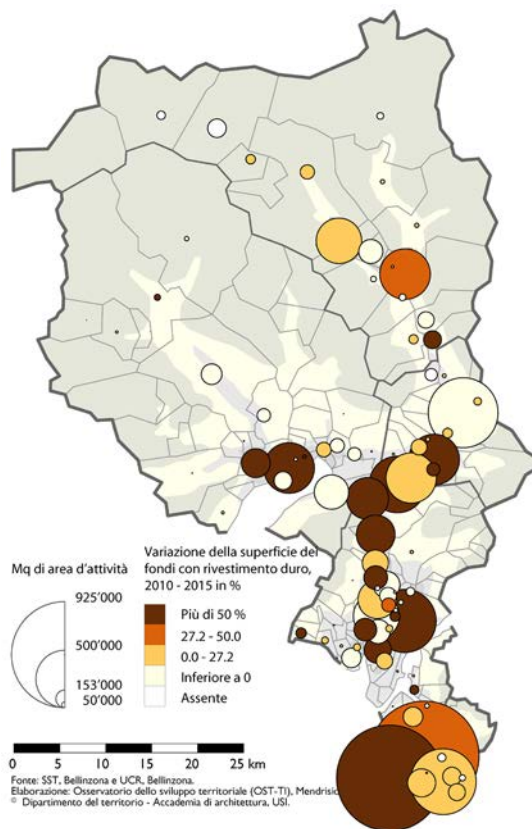 Mq di area d'attività
925'000
500'000
153'000
50'000
Variazione della superficie dei
fondi con rivestimento duro,
2010 - 2015 in %
Più di 50 %
27.2 - 50.0
0.0 - 27.2
Inferiore a 0
Assente
0 5 10 15 20 25
km
Fonte: SST, Bellinzona e UCR, Bellinzona.
Elaborazione: Osservatorio dello sviluppo territoriale (OST-TI), Mendrisio
© Dipartimento del territorio - Accademia di architettura, USI.